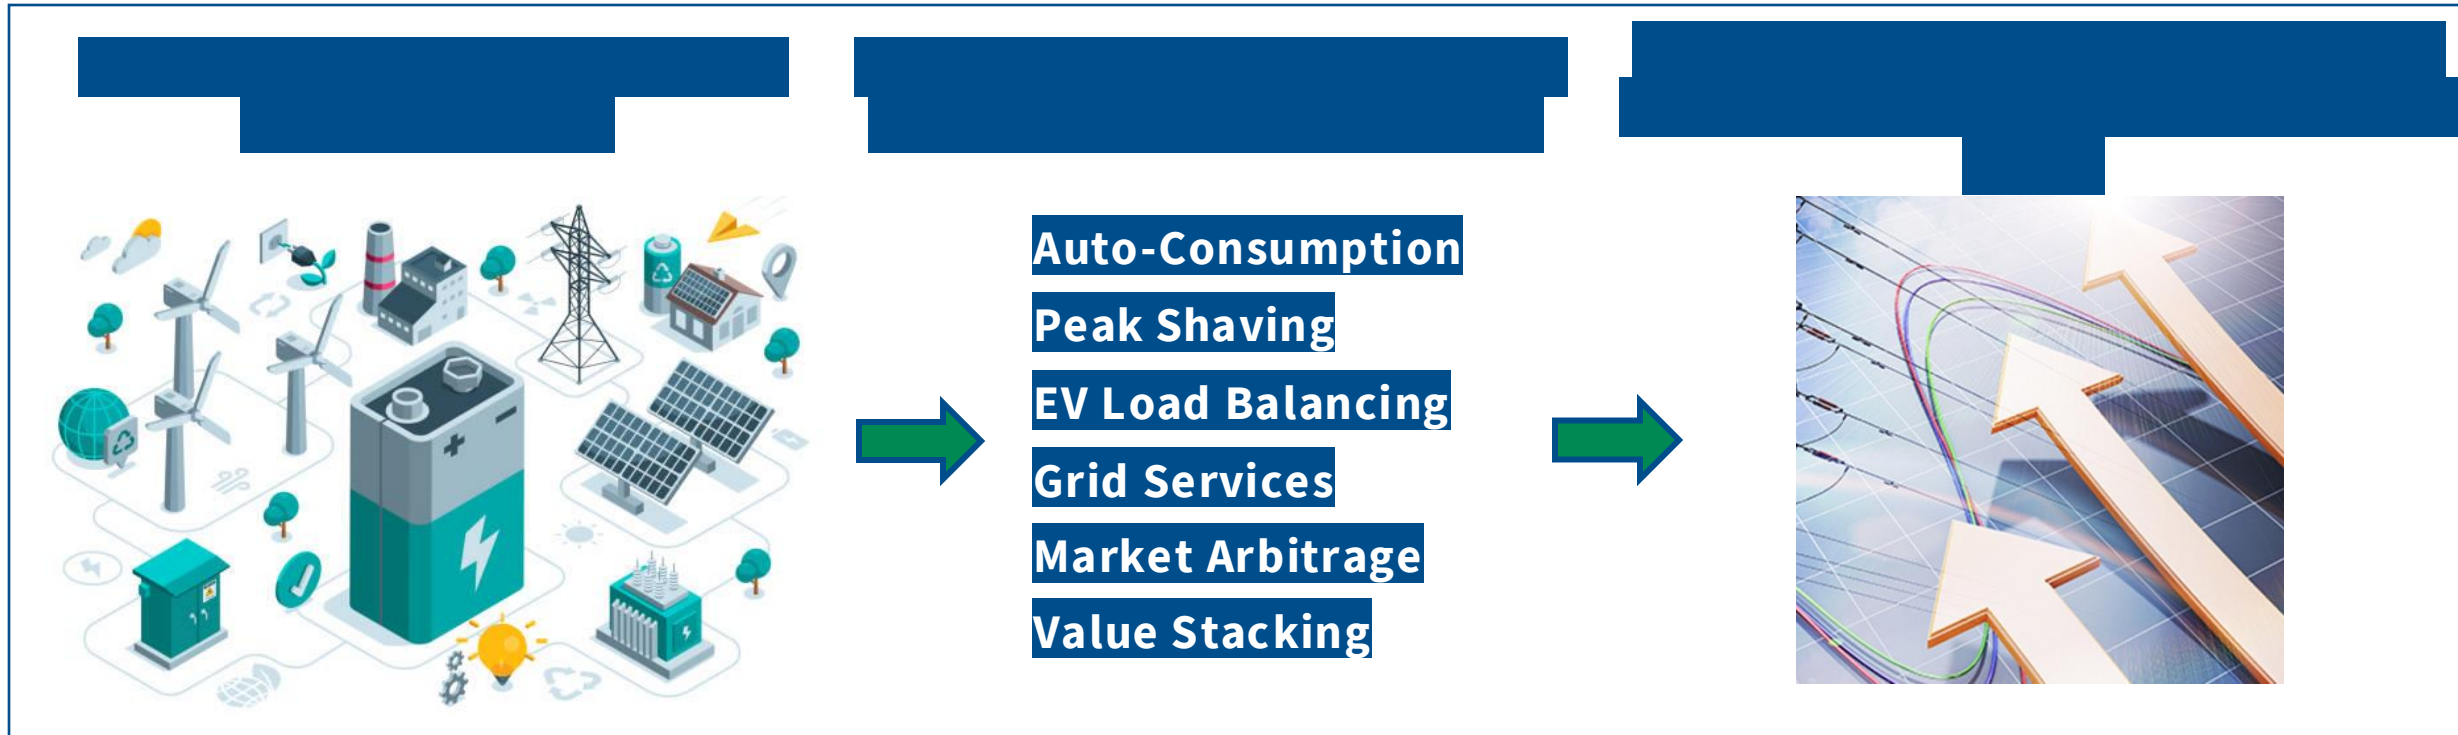 Auto-Consumption
Peak Shaving
EV Load Balancing
Grid Services
Market Arbitrage
Value Stacking